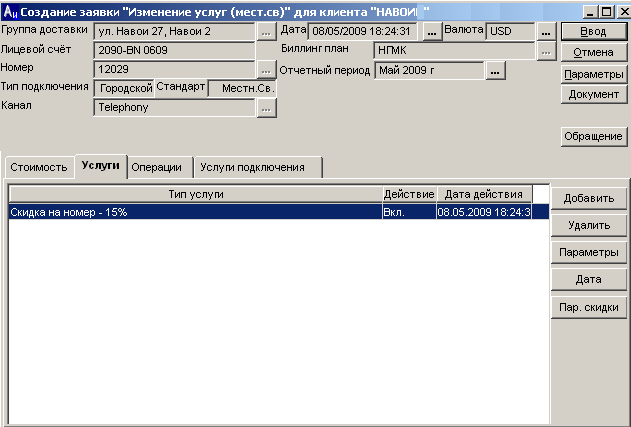 Создание заявки "Изменение услуг (мест.св)" для клиента "НАВОИ "
Группа доставки ул. Навои 27, Навои 2 ... Дата 08/05/2009 18:24:31 ... Валюта USD ... Ввод
Лицевой счёт 2090-BN 0609 Биллинг план НГМК ... Отмена
Номер 12029 ... Отчетный период Май 2009 г ... Параметры
Тип подключения Городской Стандарт Местн.Св. Документ
Канал Telephony ...
Обращение
Стоимость Услуги Операции Услуги подключения
Тип услуги Действие Дата действия Добавить
Скидка на номер - 15% Вкл. 08.05.2009 18:24:3
Удалить
Параметры
Дата
Пар. скидки